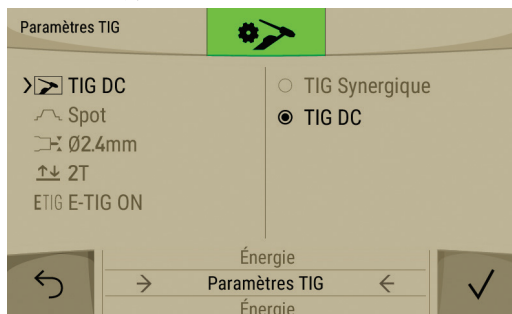 Paramètres TIG
TIG DC
Spot
Ø2.4mm
2T
ETIG E-TIG ON
TIG Synergique
TIG DC
Énergie
Paramètres TIG
Énergie